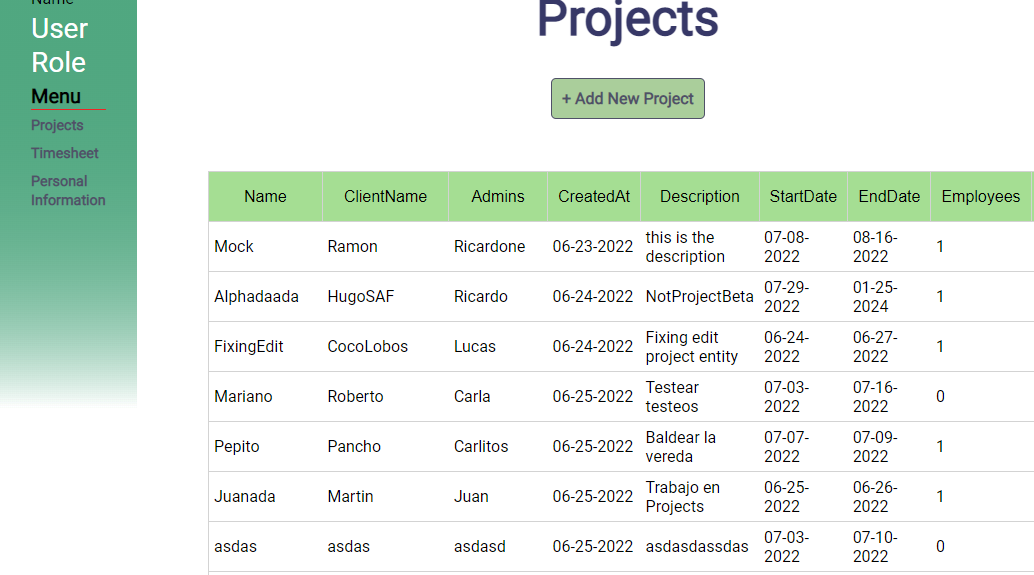 Name
User
Role
Menu
Projects
Timesheet
Personal
Information
Projects
+ Add New Project
Name ClientName Admins CreatedAt Description StartDate EndDate Employees
Mock Ramon Ricardone 06-23-2022 this is the description 07-08-2022 08-16-2022 1
Alphadaada HugoSAF Ricardo 06-24-2022 NotProjectBeta 07-29-2022 01-25-2024 1
FixingEdit CocoLobos Lucas 06-24-2022 Fixing edit project entity 06-24-2022 06-27-2022 1
Mariano Roberto Carla 06-25-2022 Testear testeos 07-03-2022 07-16-2022 0
Pepito Pancho Carlitos 06-25-2022 Baldear la vereda 07-07-2022 07-09-2022 1
Juanada Martin Juan 06-25-2022 Trabajo en Projects 06-25-2022 06-26-2022 1
asdas asdas asdasd 06-25-2022 asdasdassdas 07-03-2022 07-10-2022 0